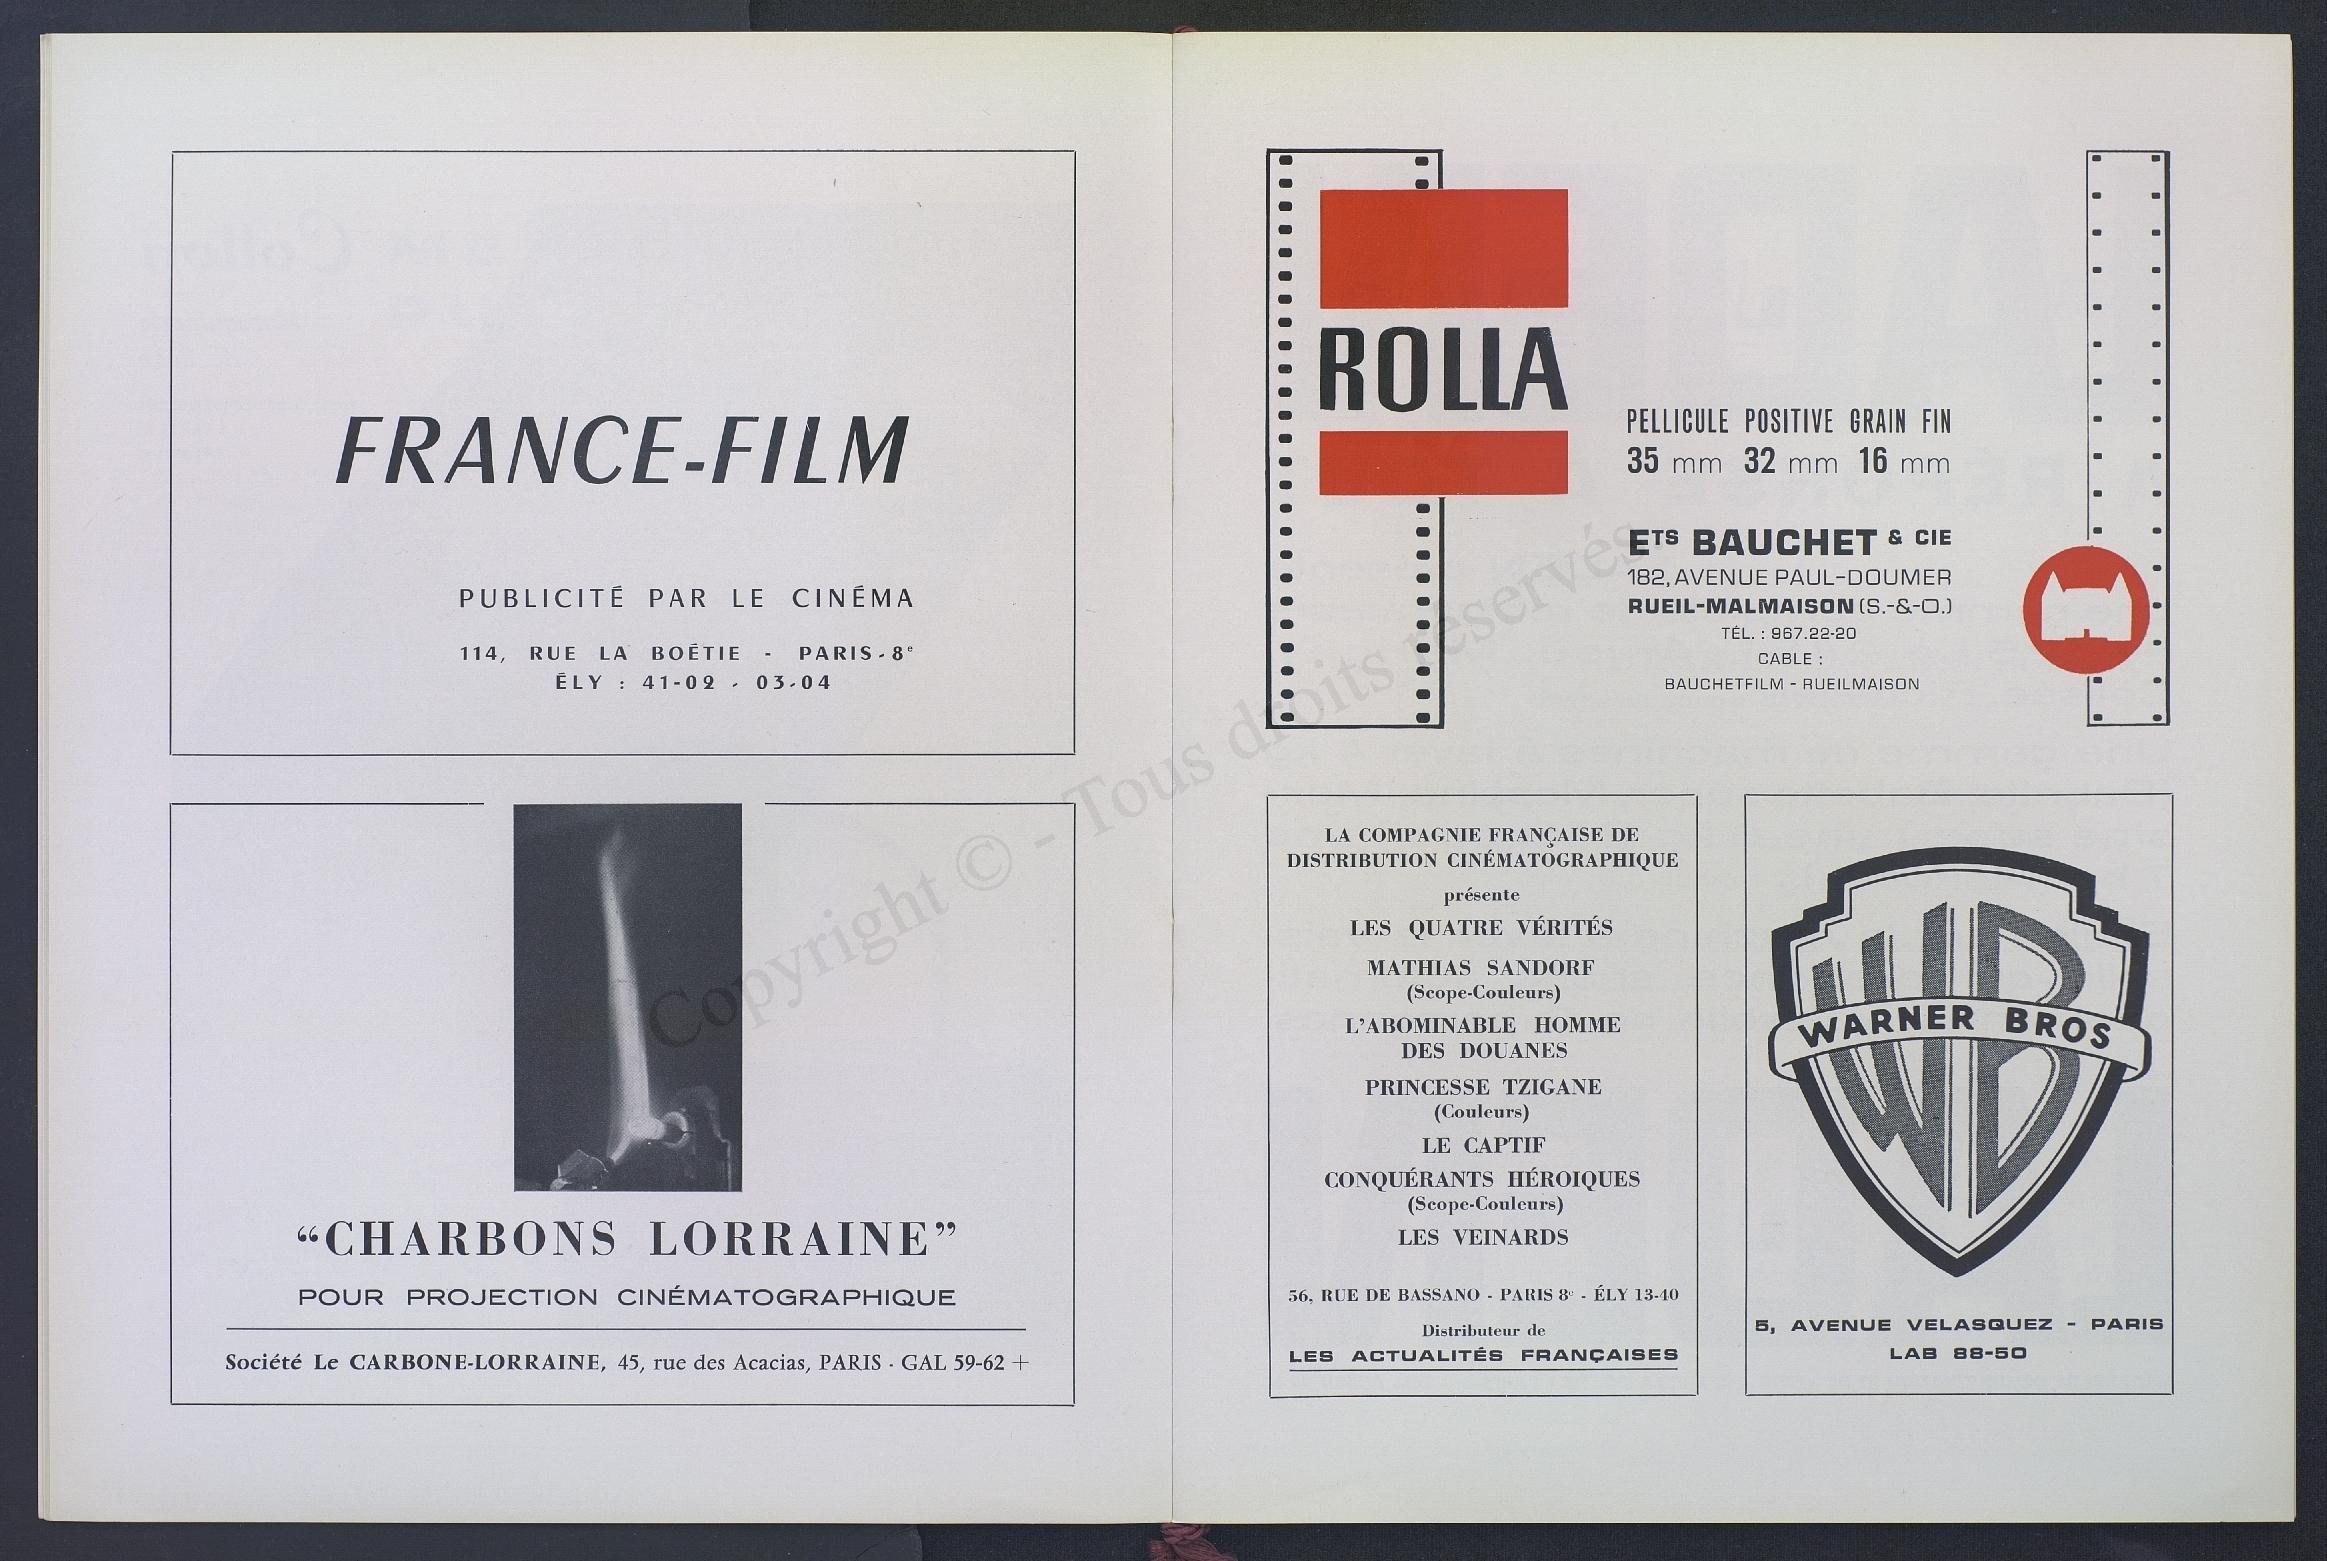 FRANCE-FILM
PUBLICITÉ PAR LE CINÉMA
114, RUE LA BOÉTIE - PARIS-8e
ÉLY : 41-02 - 03-04
“CHARBONS LORRAINE”
POUR PROJECTION CINÉMATOGRAPHIQUE
Société Le CARBONE-LORRAINE, 45, rue des Acacias, PARIS - GAL 59-62 +
ROLLA
PELLICULE POSITIVE GRAIN FIN
35 mm 32 mm 16 mm
ETS BAUCHET & CIE
182, AVENUE PAUL-DOUMER
RUEIL-MALMAISON (S.-&-O.)
TÉL. : 967.22-20
CABLE :
BAUCHETFILM - RUEILMAISON
LA COMPAGNIE FRANÇAISE DE
DISTRIBUTION CINÉMATOGRAPHIQUE
présente
LES QUATRE VÉRITÉS
MATHIAS SANDORF
(Scope-Couleurs)
L'ABOMINABLE HOMME
DES DOUANES
PRINCESSE TZIGANE
(Couleurs)
LE CAPTIF
CONQUÉRANTS HÉROIQUES
(Scope-Couleurs)
LES VEINARDS
56, RUE DE BASSANO - PARIS 8e - ÉLY 13-40
Distributeur de
LES ACTUALITÉS FRANÇAISES
WB
WARNER BROS
5, AVENUE VELASQUEZ - PARIS
LAB 88-50
Copyright © - Tous droits réservés.